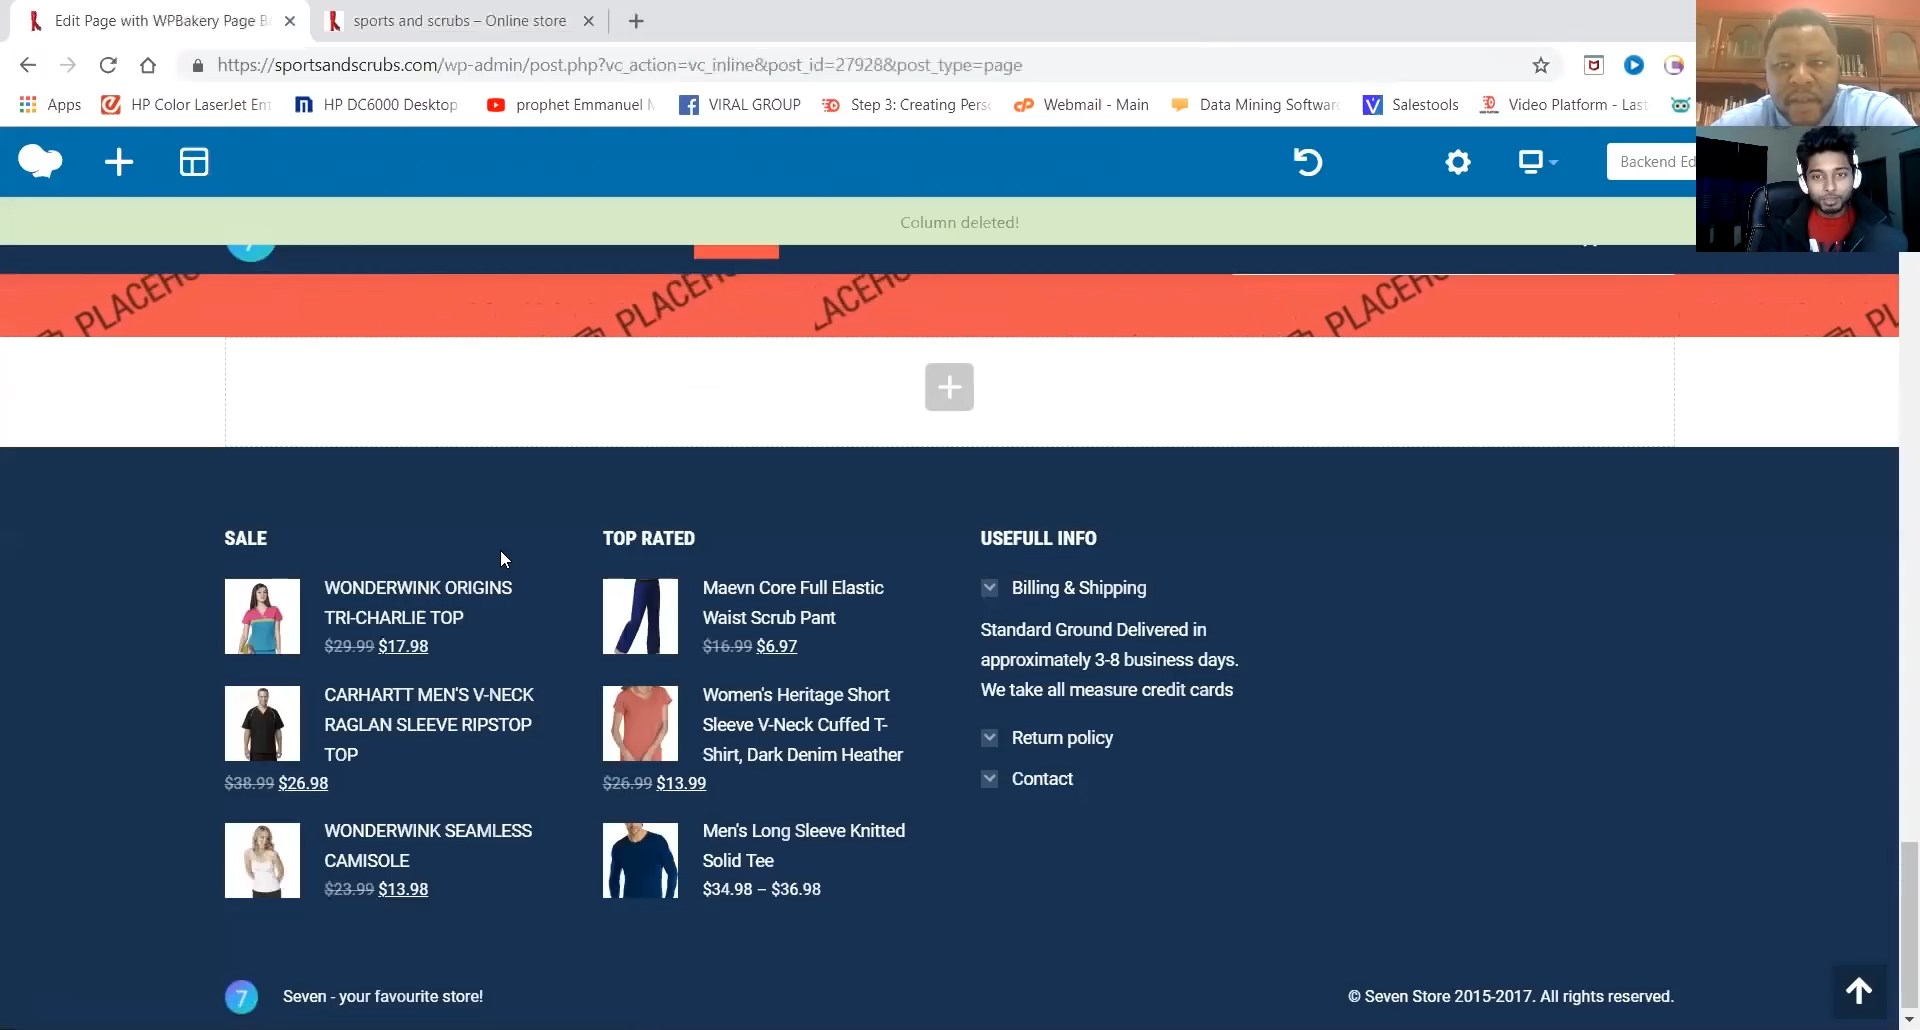 Edit Page with WPBakery Page B
sports and scrubs – Online store
https://sportsandscrubs.com/wp-admin/post.php?vc_action=vc_inline&post_id=27928&post_type=page
Apps
HP Color LaserJet Ent
HP DC6000 Desktop
prophet Emmanuel M
VIRAL GROUP
Step 3: Creating Perso
Webmail - Main
Data Mining Software
Salestools
Video Platform - Last
Backend Ed
Column deleted!
PLACEHO
PLACEHO
LACEHO
PLACEHO
PL
SALE
WONDERWINK ORIGINS
TRI-CHARLIE TOP
$29.99 $17.98
CARHARTT MEN'S V-NECK
RAGLAN SLEEVE RIPSTOP
TOP
$38.99 $26.98
WONDERWINK SEAMLESS
CAMISOLE
$23.99 $13.98
TOP RATED
Maevn Core Full Elastic
Waist Scrub Pant
$16.99 $6.97
Women's Heritage Short
Sleeve V-Neck Cuffed T-
Shirt, Dark Denim Heather
$26.99 $13.99
Men's Long Sleeve Knitted
Solid Tee
$34.98 – $36.98
USEFULL INFO
Billing & Shipping
Standard Ground Delivered in
approximately 3-8 business days.
We take all measure credit cards
Return policy
Contact
7 Seven - your favourite store!
© Seven Store 2015-2017. All rights reserved.